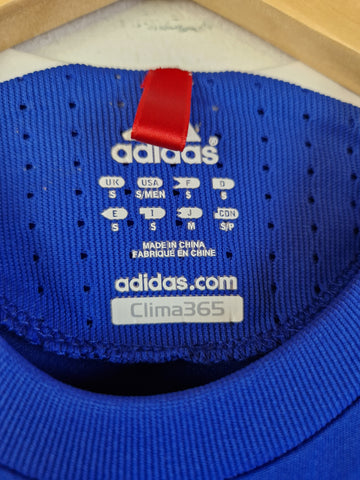 adidas®
UK USA F D
S S/MEN S S
E I J CDN
S S M S/P
MADE IN CHINA
FABRIQUÉ EN CHINE
adidas.com
Clima365